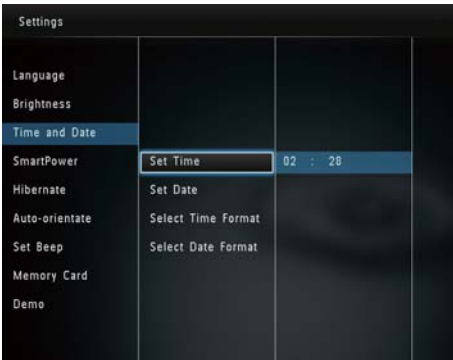 Settings
Language
Brightness
Time and Date
SmartPower
Hibernate
Auto-orientate
Set Beep
Memory Card
Demo
Set Time
Set Date
Select Time Format
Select Date Format
02 : 28